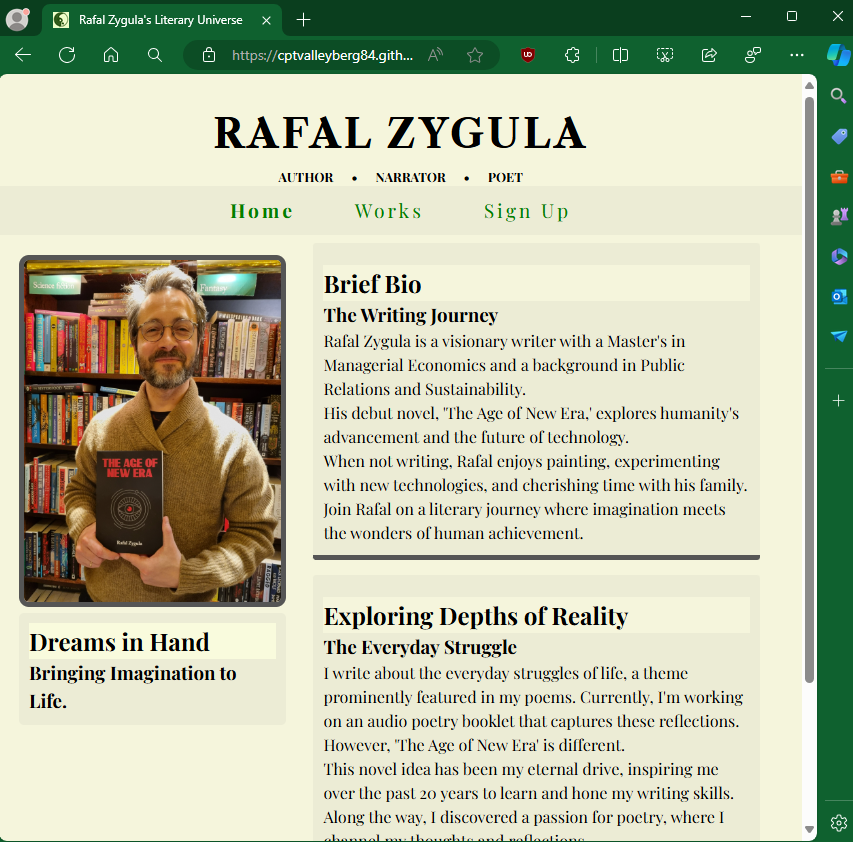 Rafal Zygula's Literary Universe
https://cptvalleyberg84.gith...
RAFAL ZYGULA
AUTHOR • NARRATOR • POET
Home Works Sign Up
Science Fiction
Fantasy
THE AGE OF
NEW ERA
Rafal Zygula
Dreams in Hand
Bringing Imagination to
Life.
Brief Bio
The Writing Journey
Rafal Zygula is a visionary writer with a Master's in
Managerial Economics and a background in Public
Relations and Sustainability.
His debut novel, 'The Age of New Era,' explores humanity's
advancement and the future of technology.
When not writing, Rafal enjoys painting, experimenting
with new technologies, and cherishing time with his family.
Join Rafal on a literary journey where imagination meets
the wonders of human achievement.
Exploring Depths of Reality
The Everyday Struggle
I write about the everyday struggles of life, a theme
prominently featured in my poems. Currently, I'm working
on an audio poetry booklet that captures these reflections.
However, 'The Age of New Era' is different.
This novel idea has been my eternal drive, inspiring me
over the past 20 years to learn and hone my writing skills.
Along the way, I discovered a passion for poetry, where I
channel my thoughts and reflections.